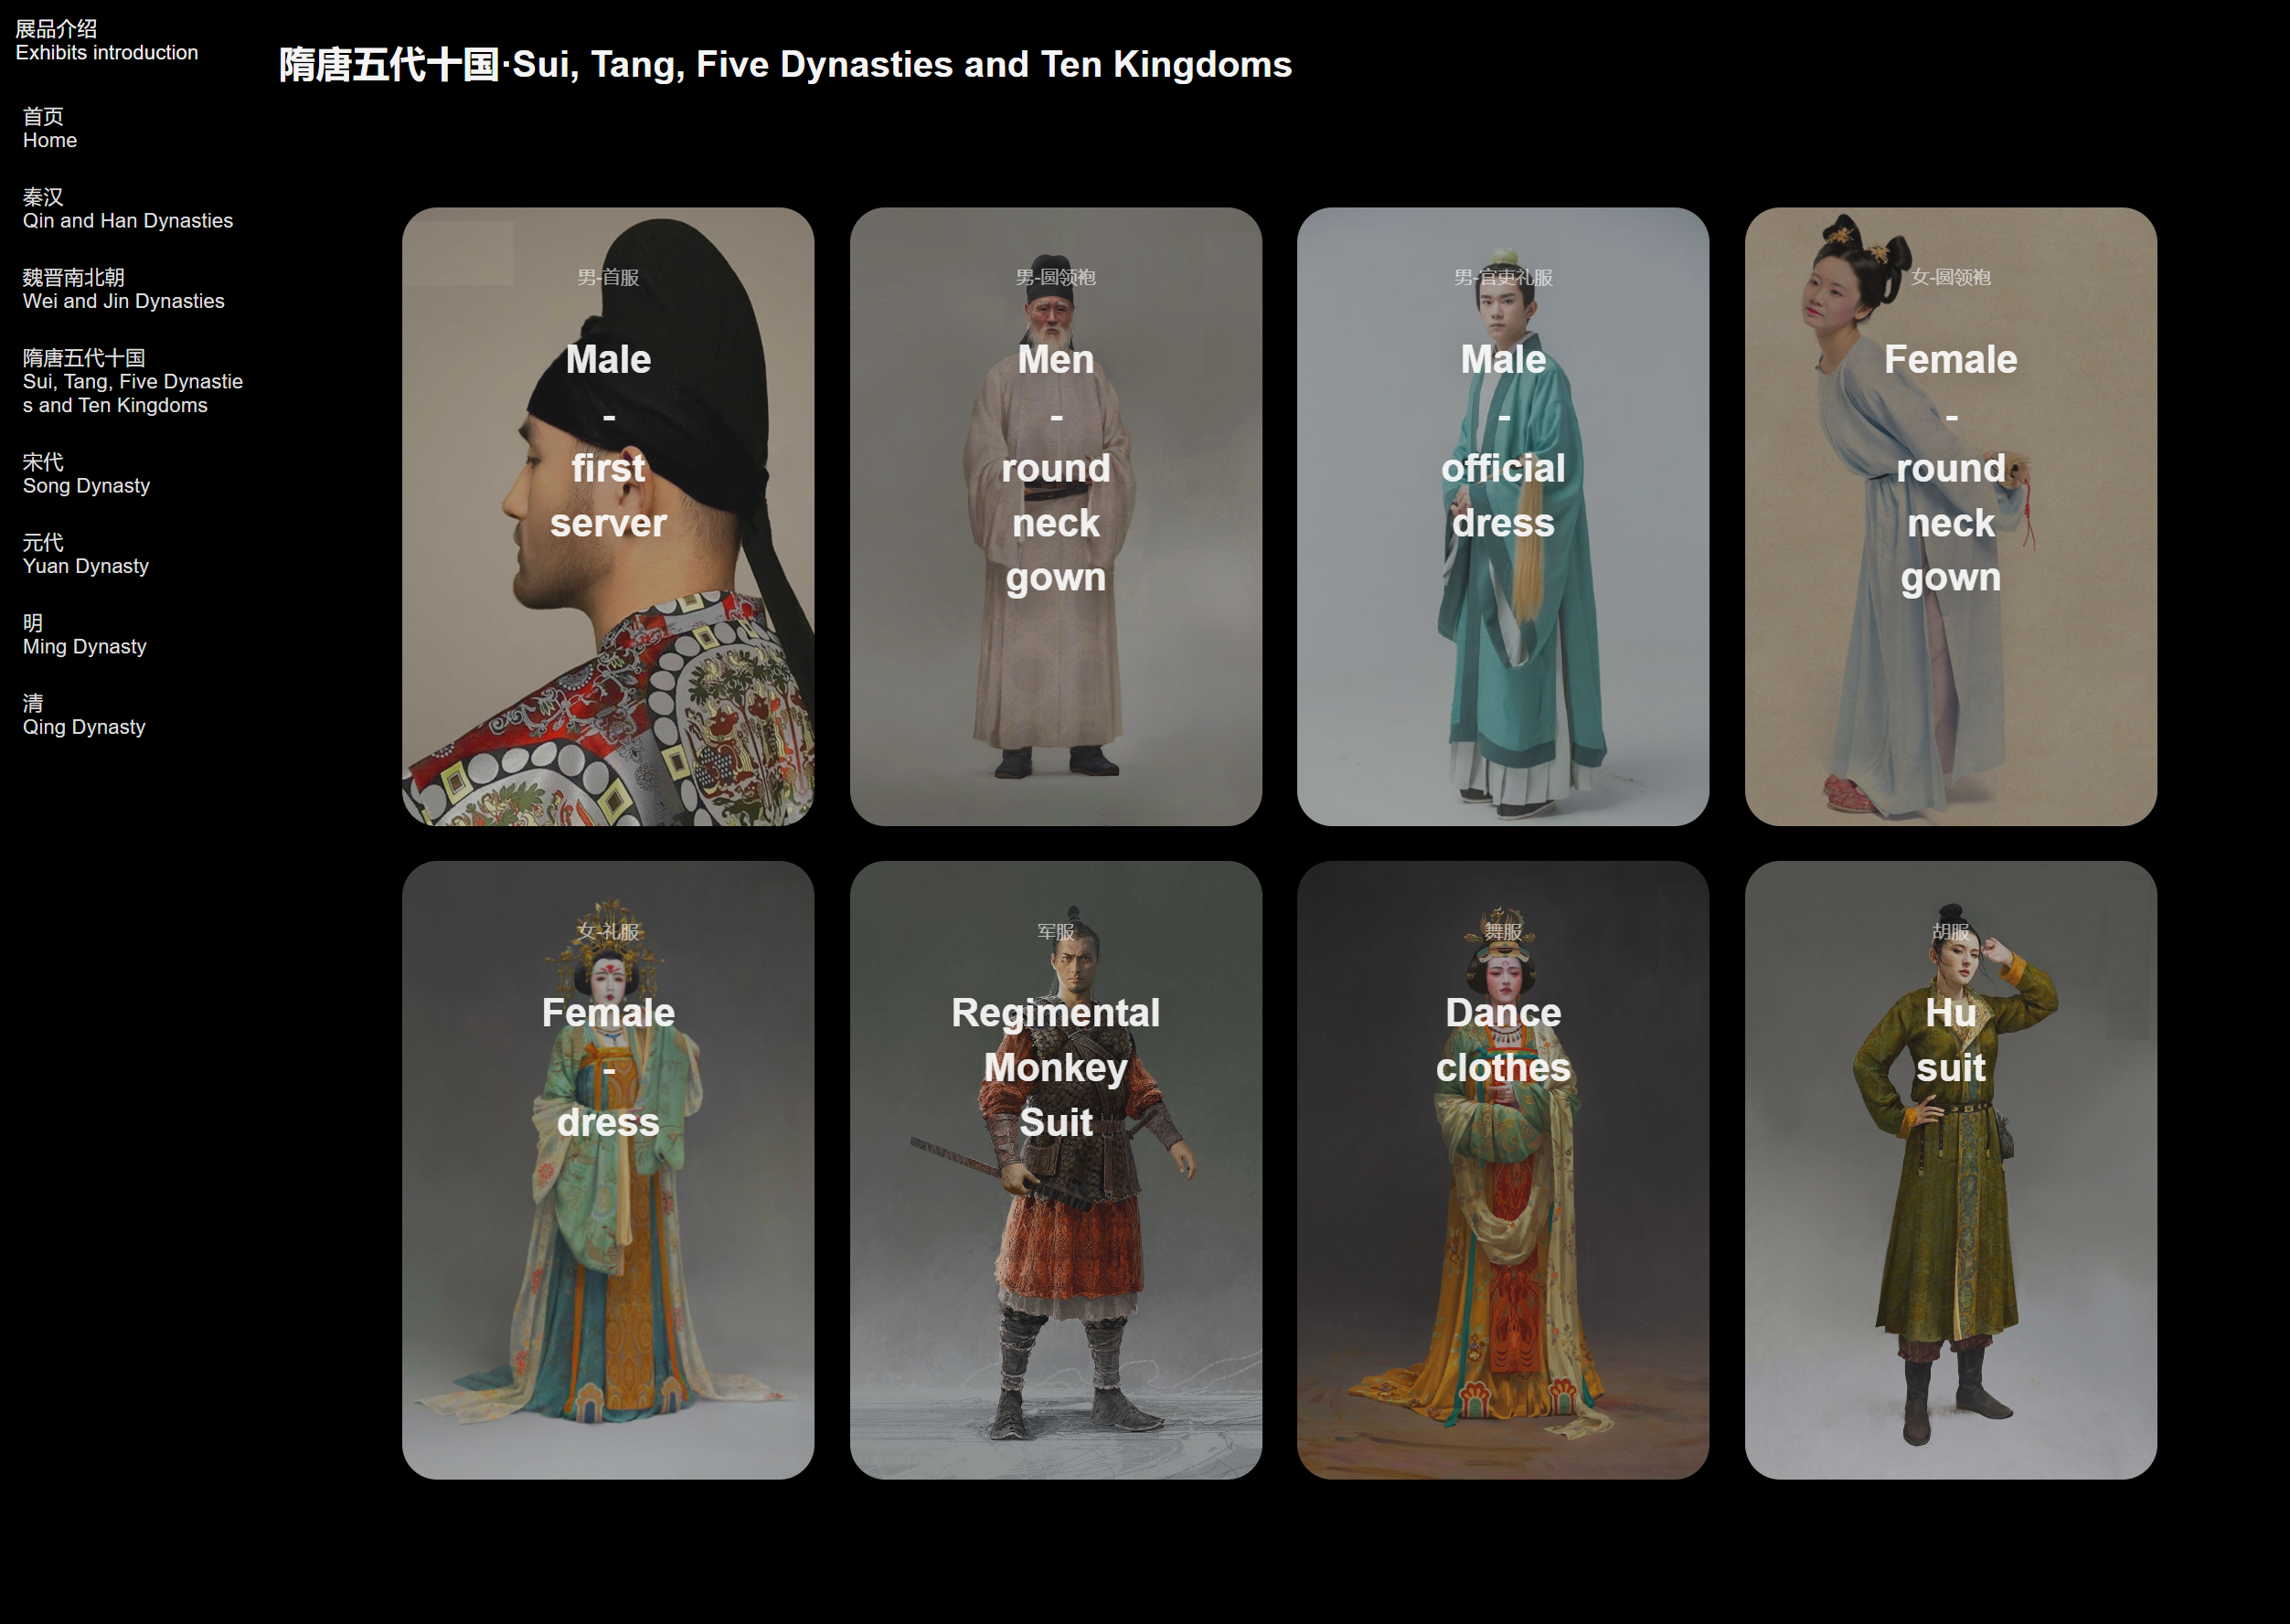 展品介绍
Exhibits introduction
首页
Home
秦汉
Qin and Han Dynasties
魏晋南北朝
Wei and Jin Dynasties
隋唐五代十国
Sui, Tang, Five Dynastie
s and Ten Kingdoms
宋代
Song Dynasty
元代
Yuan Dynasty
明
Ming Dynasty
清
Qing Dynasty
隋唐五代十国·Sui, Tang, Five Dynasties and Ten Kingdoms
男-首服
Male
-
first
server
男-圆领袍
Men
-
round
neck
gown
男-官吏礼服
Male
-
official
dress
女-圆领袍
Female
-
round
neck
gown
女-礼服
Female
-
dress
军服
Regimental
Monkey
Suit
舞服
Dance
clothes
胡服
Hu
suit